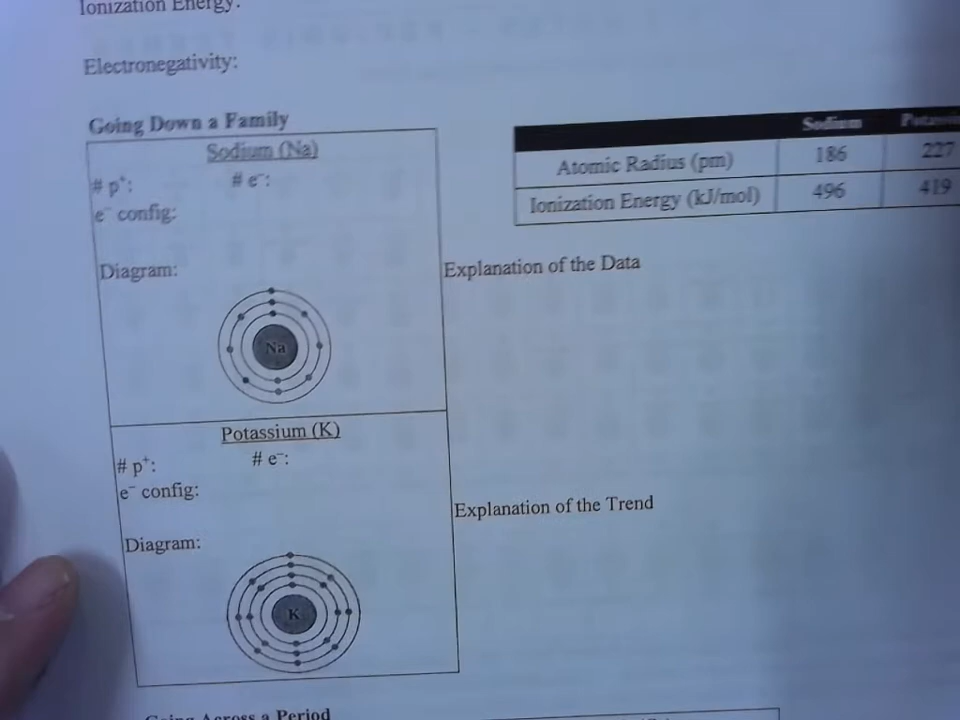 Ionization Energy:
Electronegativity:
Going Down a Family
Sodium (Na)
# p⁺: # e⁻:
e⁻ config:
Diagram:
Na
Potassium (K)
# p⁺: # e⁻:
e⁻ config:
Diagram:
K
Sodium
Atomic Radius (pm) 186 227
Ionization Energy (kJ/mol) 496 419
Explanation of the Data
Explanation of the Trend
Going Across a Period